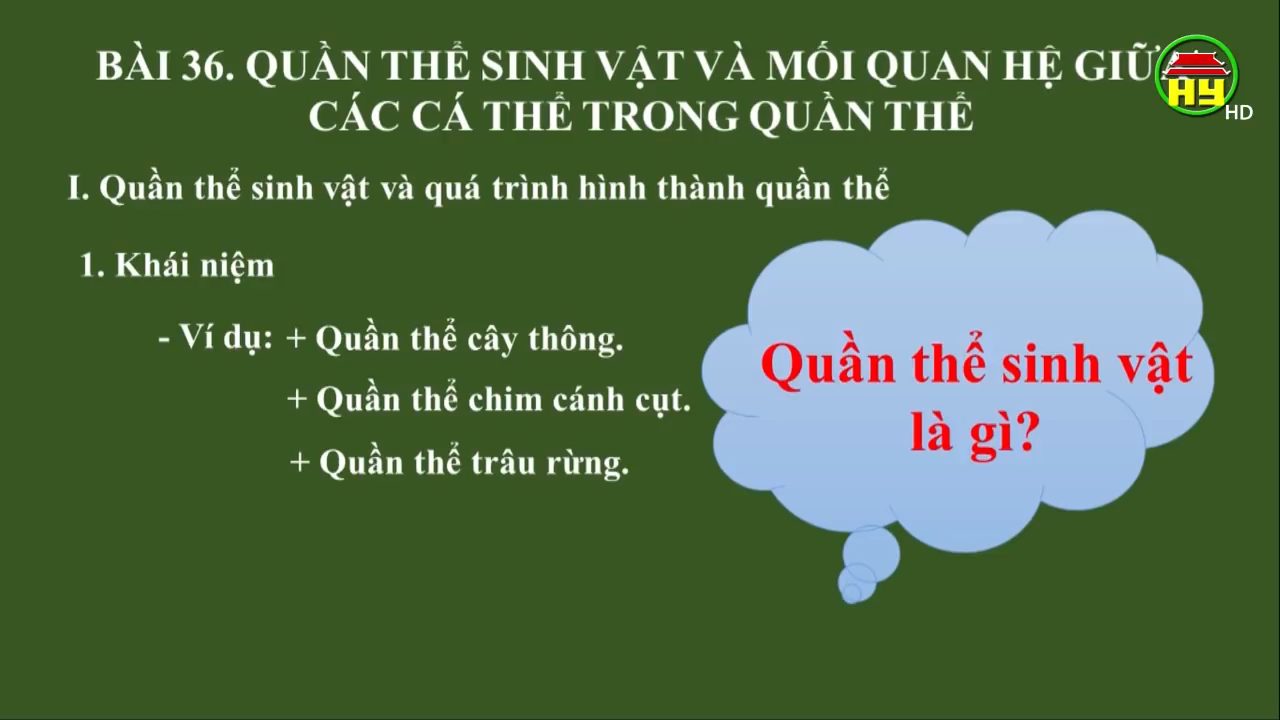 BÀI 36. QUẦN THỂ SINH VẬT VÀ MỐI QUAN HỆ GIỮ
CÁC CÁ THỂ TRONG QUẦN THỂ
AY
HD
I. Quần thể sinh vật và quá trình hình thành quần thể
1. Khái niệm
- Ví dụ: + Quần thể cây thông.
+ Quần thể chim cánh cụt.
+ Quần thể trâu rừng.
Quần thể sinh vật
là gì?